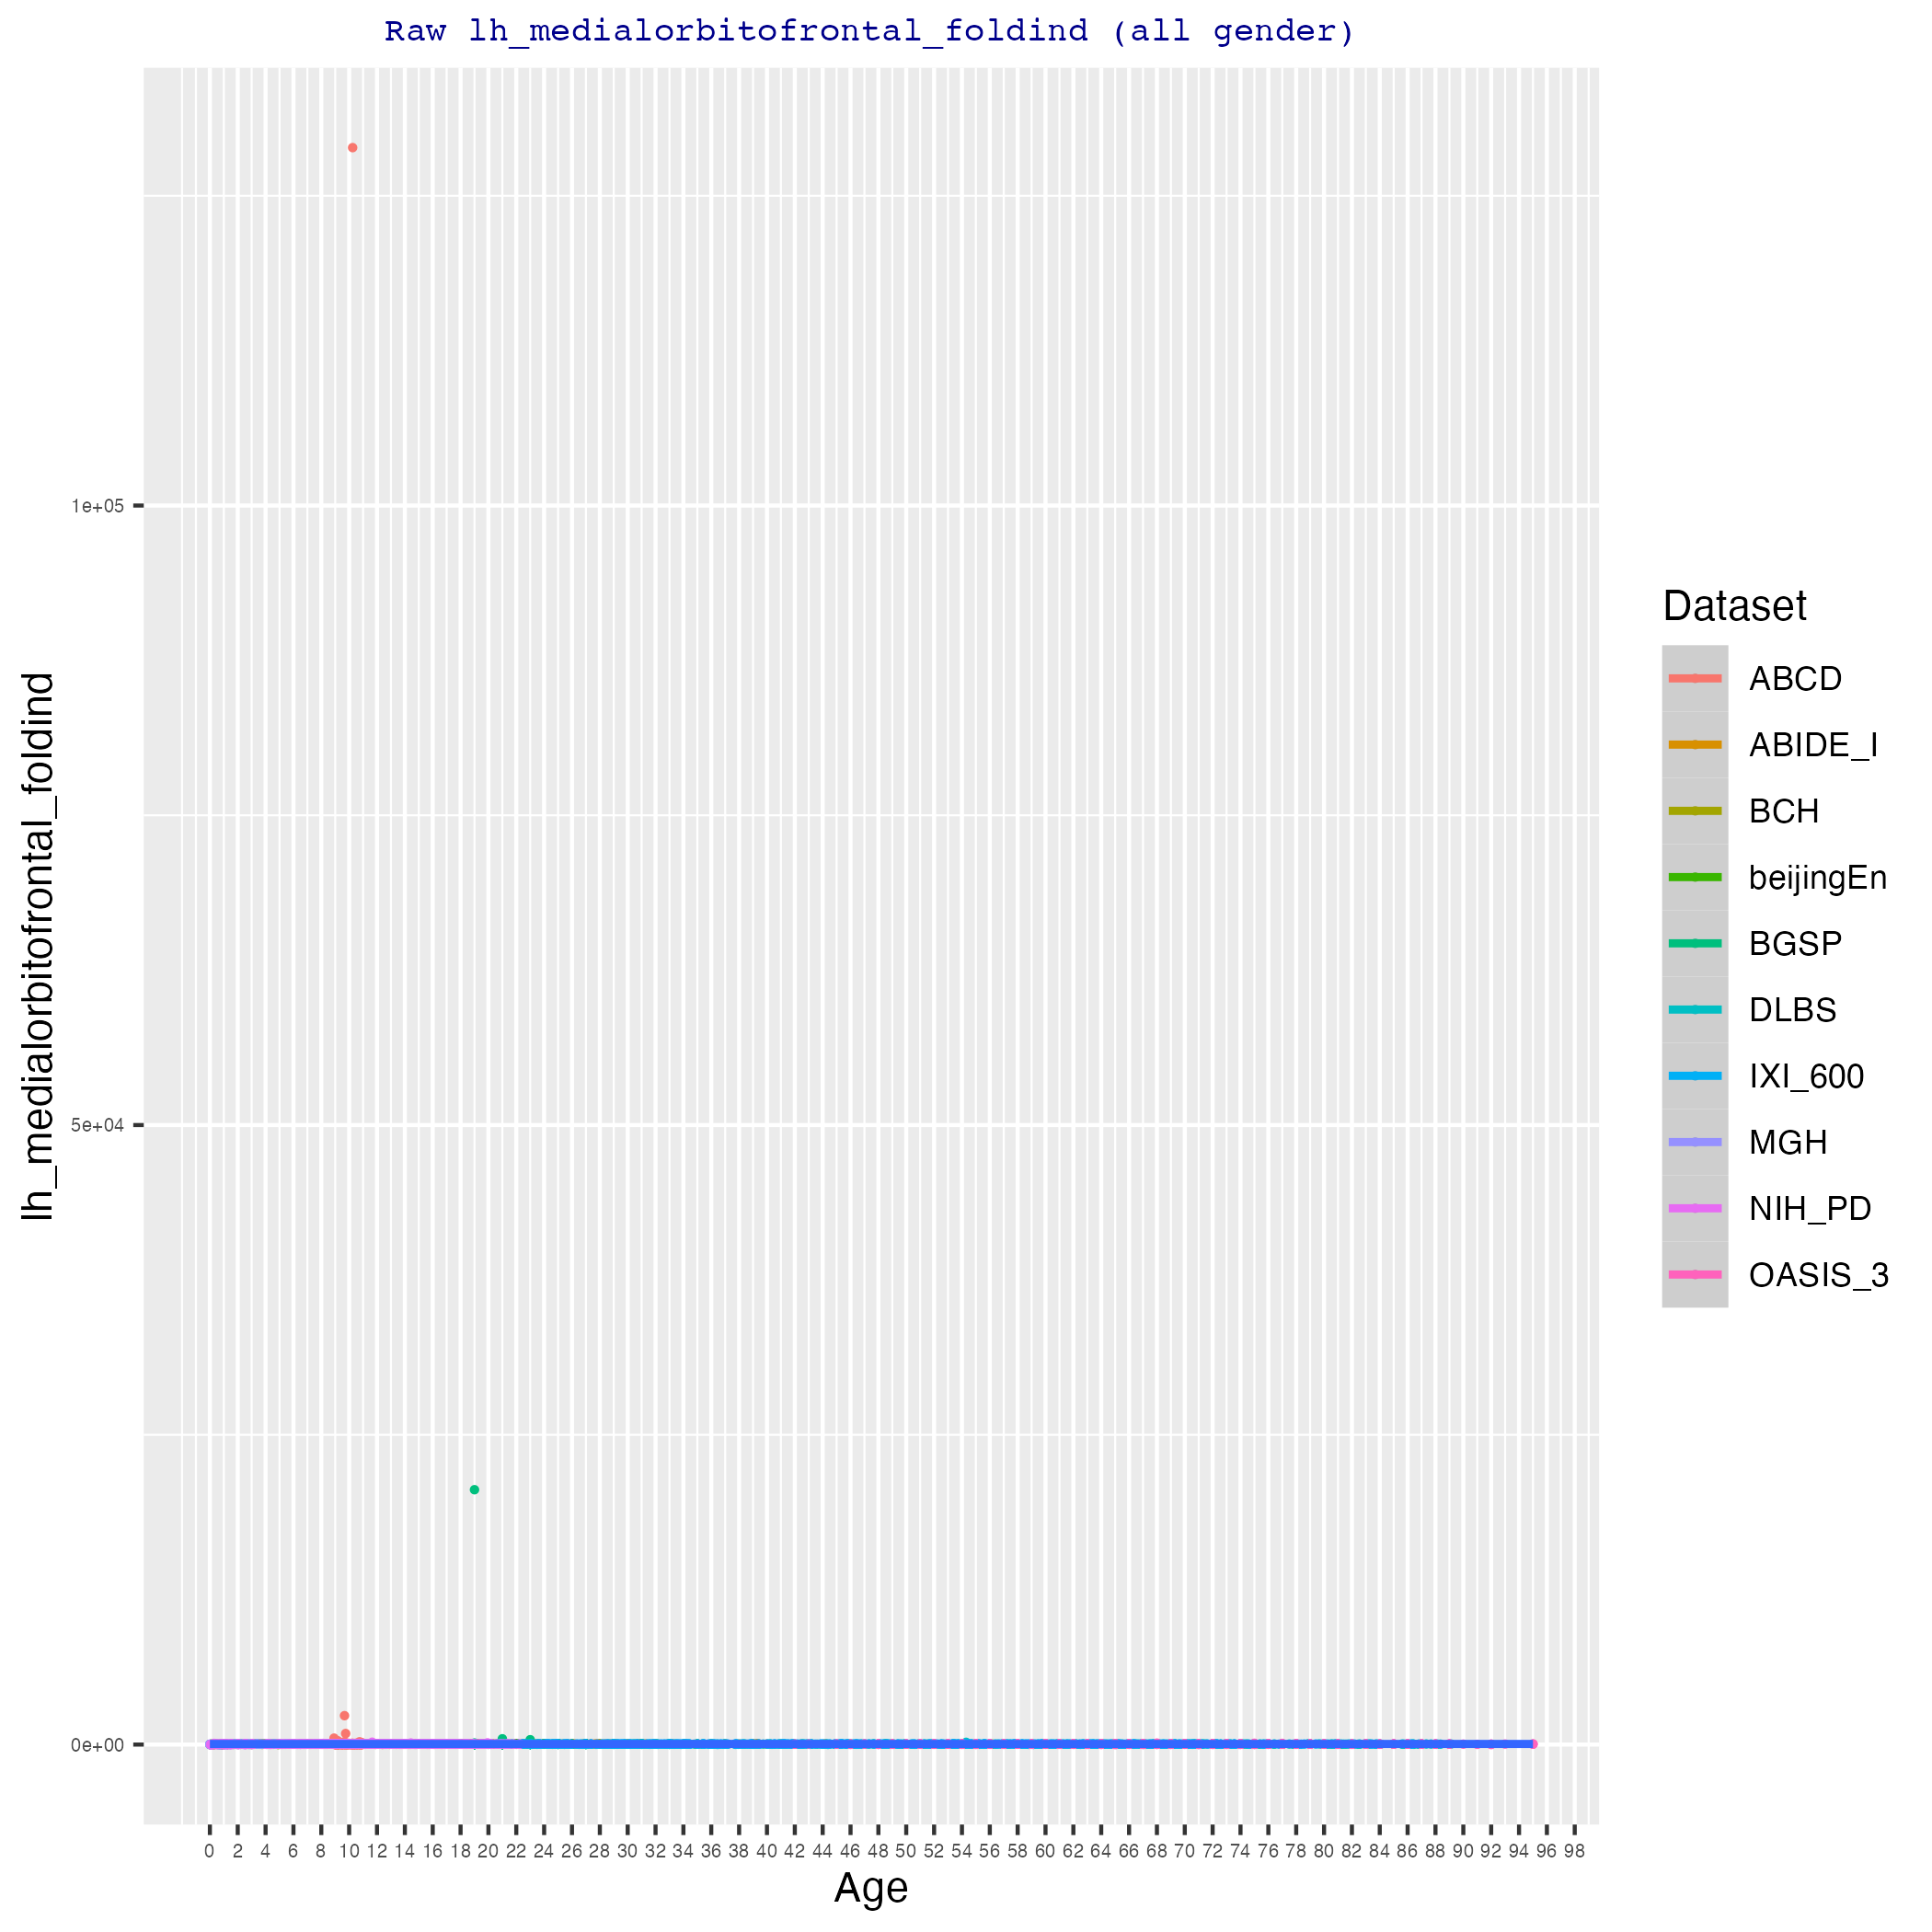 Raw lh_medialorbitofrontal_foldind (all gender)
lh_medialorbitofrontal_foldind
1e+05
5e+04
0e+00
0 2 4 6 8 10 12 14 16 18 20 22 24 26 28 30 32 34 36 38 40 42 44 46 48 50 52 54 56 58 60 62 64 66 68 70 72 74 76 78 80 82 84 86 88 90 92 94 96 98
Age
Dataset
ABCD
ABIDE_I
BCH
beijingEn
BGSP
DLBS
IXI_600
MGH
NIH_PD
OASIS_3